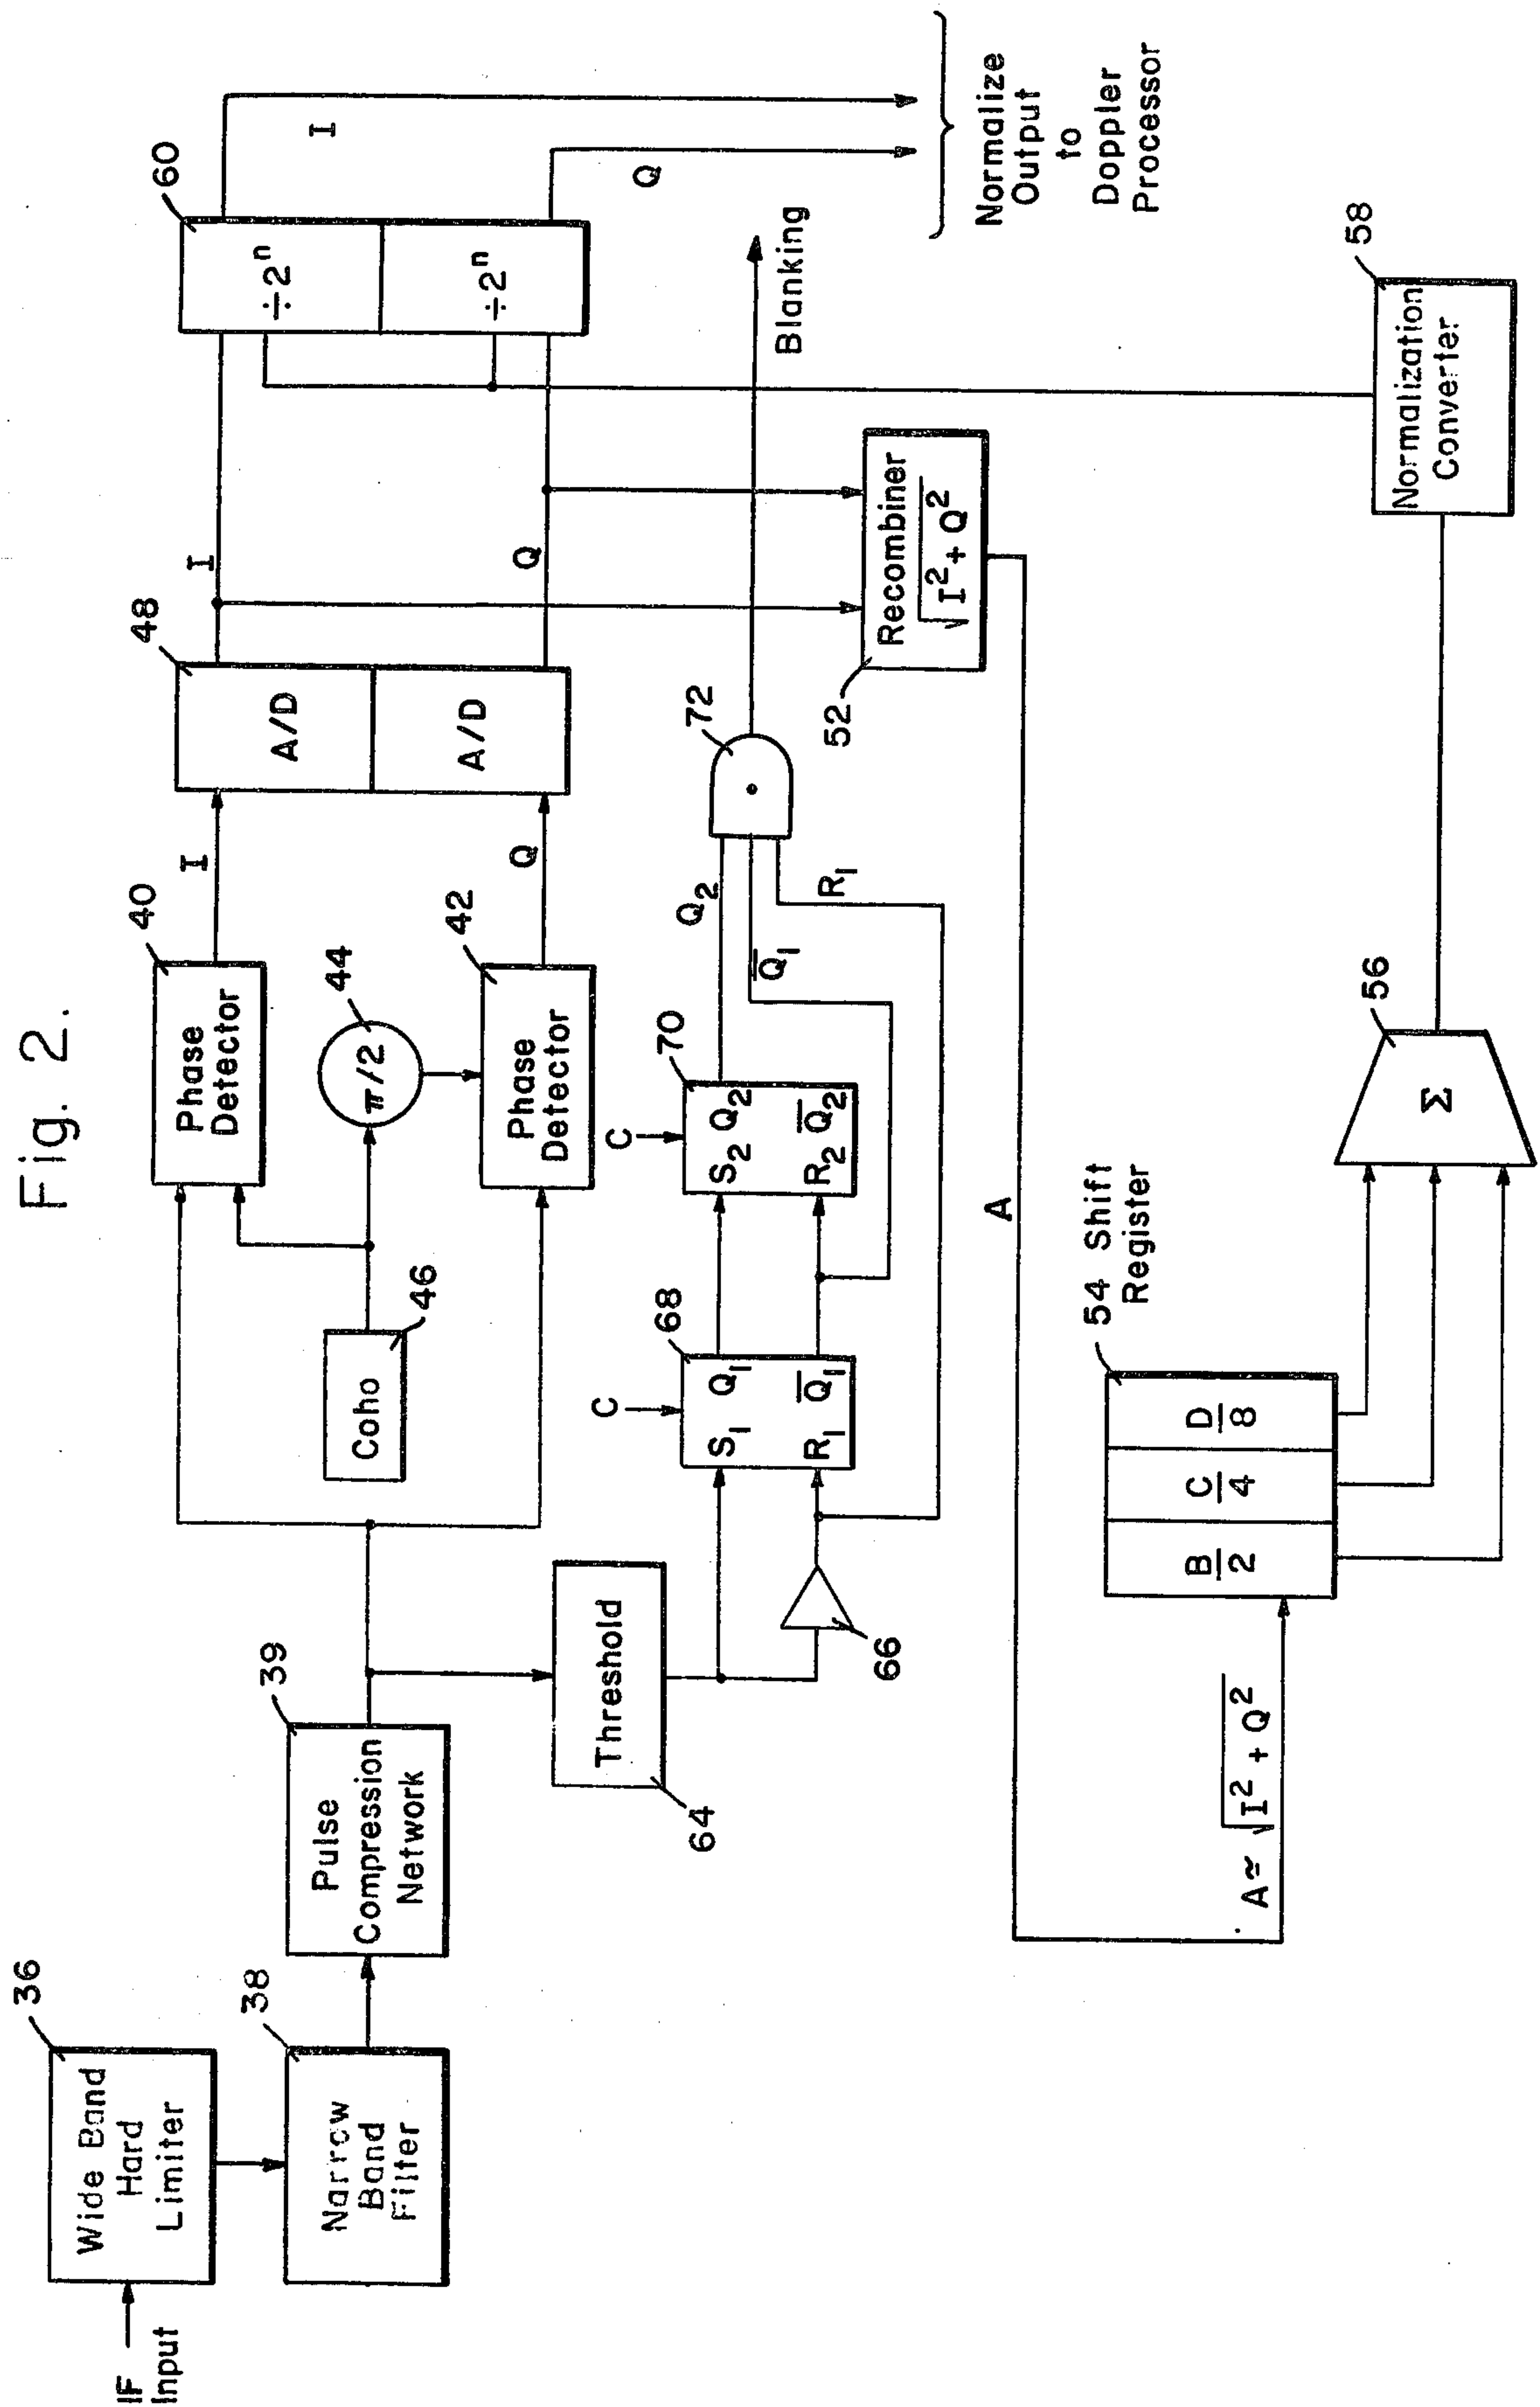 Fig. 2.
IF
Input
36
Wide Band
Hard
Limiter
38
Narrow
Band
Filter
39
Pulse
Compression
Network
Coho
46
40
Phase
Detector
44
π/2
42
Phase
Detector
I
Q
48
A/D
A/D
I
Q
60
÷2ⁿ
÷2ⁿ
I
Q
Normalize
Output
to
Doppler
Processor
Threshold
64
66
68
C
S₁ Q₁
R₁ Q̅₁
70
C
S₂ Q₂
R₂ Q̅₂
Q₂
Q̅₁
R₁
72
Blanking
52
Recombiner
√I² + Q²
A
A ≃ √I² + Q²
54 Shift
Register
B/2 C/4 D/8
56
Σ
58
Normalization
Converter